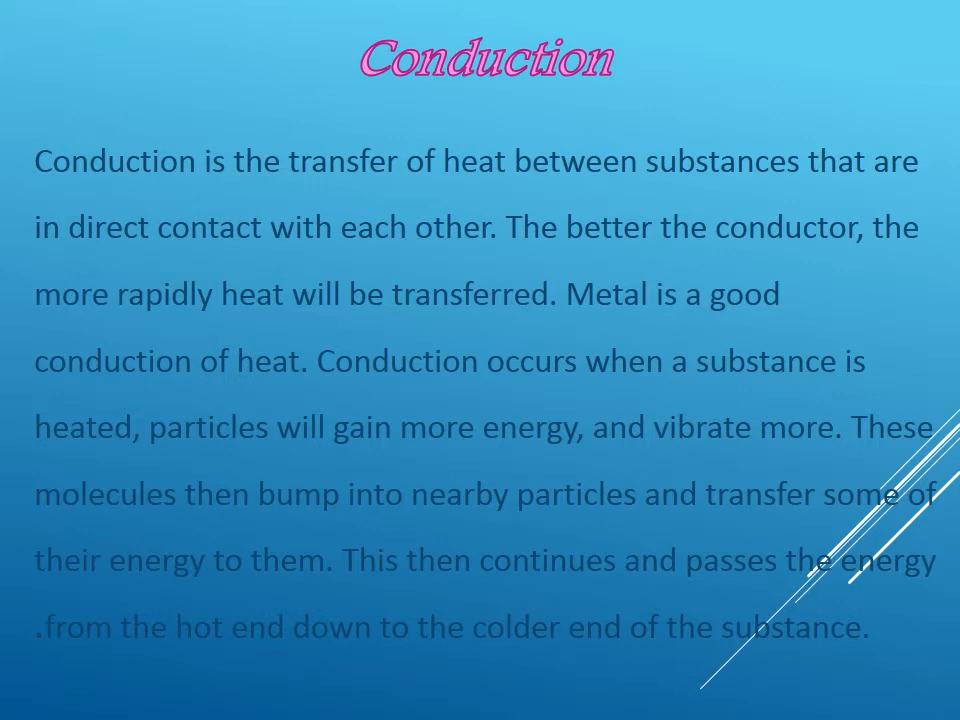 Conduction
Conduction is the transfer of heat between substances that are
in direct contact with each other. The better the conductor, the
more rapidly heat will be transferred. Metal is a good
conduction of heat. Conduction occurs when a substance is
heated, particles will gain more energy, and vibrate more. These
molecules then bump into nearby particles and transfer some of
their energy to them. This then continues and passes the energy
.from the hot end down to the colder end of the substance.